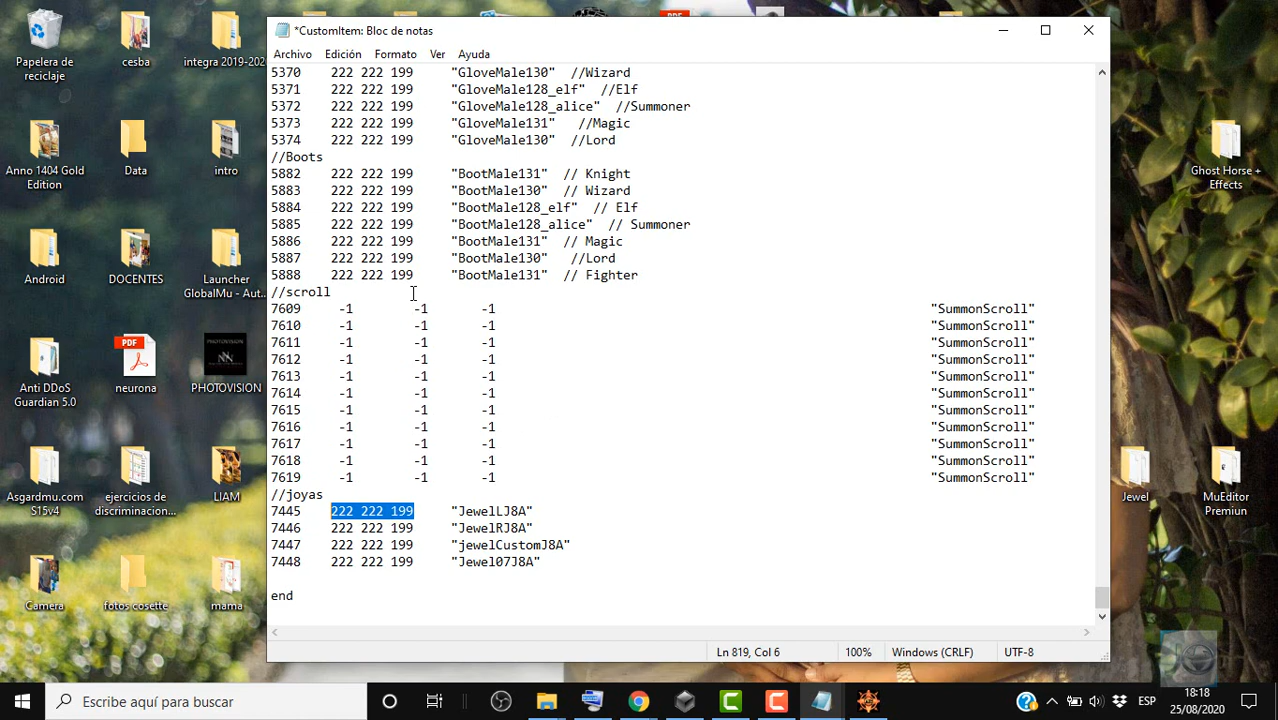 *CustomItem: Bloc de notas
Archivo Edición Formato Ver Ayuda
5370 222 222 199 "GloveMale130" //Wizard
5371 222 222 199 "GloveMale128_elf" //Elf
5372 222 222 199 "GloveMale128_alice" //Summoner
5373 222 222 199 "GloveMale131" //Magic
5374 222 222 199 "GloveMale130" //Lord
//Boots
5882 222 222 199 "BootMale131" // Knight
5883 222 222 199 "BootMale130" // Wizard
5884 222 222 199 "BootMale128_elf" // Elf
5885 222 222 199 "BootMale128_alice" // Summoner
5886 222 222 199 "BootMale131" // Magic
5887 222 222 199 "BootMale130" //Lord
5888 222 222 199 "BootMale131" // Fighter
//scroll
7609 -1 -1 -1 "SummonScroll"
7610 -1 -1 -1 "SummonScroll"
7611 -1 -1 -1 "SummonScroll"
7612 -1 -1 -1 "SummonScroll"
7613 -1 -1 -1 "SummonScroll"
7614 -1 -1 -1 "SummonScroll"
7615 -1 -1 -1 "SummonScroll"
7616 -1 -1 -1 "SummonScroll"
7617 -1 -1 -1 "SummonScroll"
7618 -1 -1 -1 "SummonScroll"
7619 -1 -1 -1 "SummonScroll"
//joyas
7445 222 222 199 "JewelLJ8A"
7446 222 222 199 "JewelRJ8A"
7447 222 222 199 "jewelCustomJ8A"
7448 222 222 199 "Jewel07J8A"
end
Ln 819, Col 6 100% Windows (CRLF) UTF-8
Papelera de
reciclaje
cesba
integra 2019-202
Anno 1404 Gold
Edition
Data
intro
Android
DOCENTES
Launcher
GlobalMu - Aut...
PDF
PHOTOVISION
Anti DDoS
Guardian 5.0
neurona
PHOTOVISION
Asgardmu.com
S15v4
ejercicios de
discriminacion...
LIAM
Camera
fotos cosette
mama
PDF
Ghost Horse +
Effects
Jewel
MuEditor
Premiun
Escribe aquí para buscar
ESP
18:18
25/08/2020